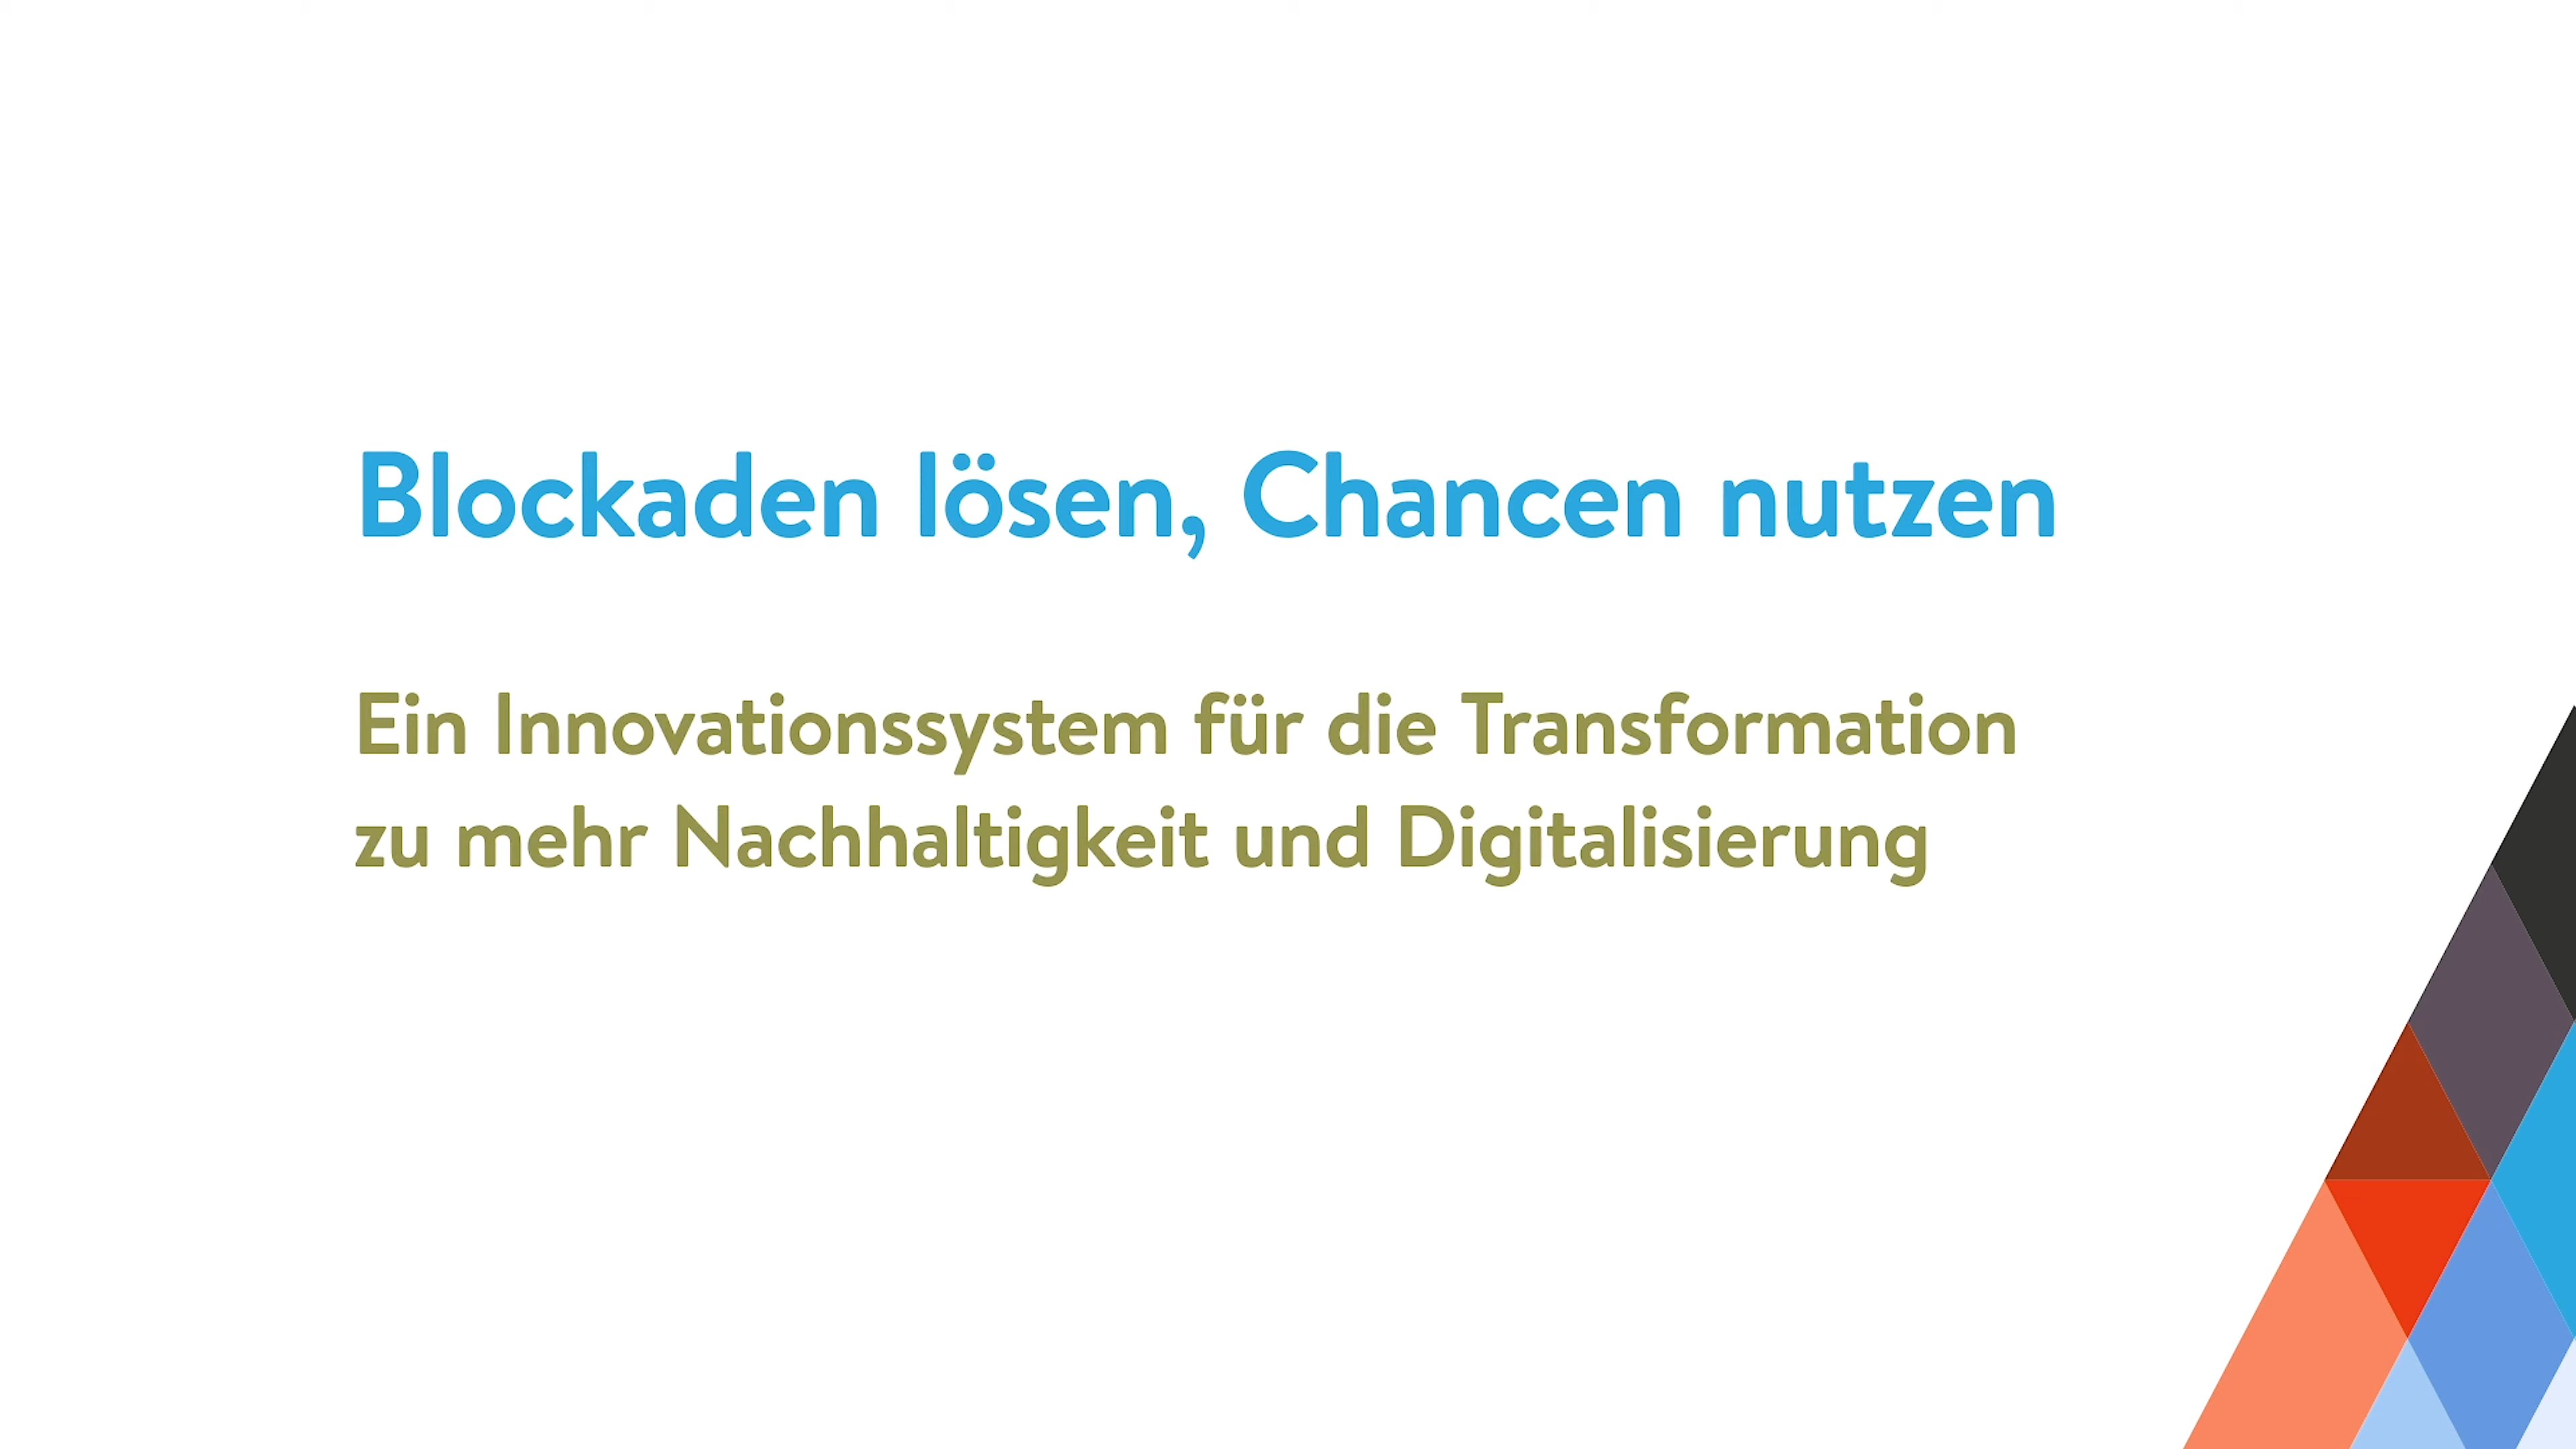 Blockaden lösen, Chancen nutzen
Ein Innovationssystem für die Transformation
zu mehr Nachhaltigkeit und Digitalisierung